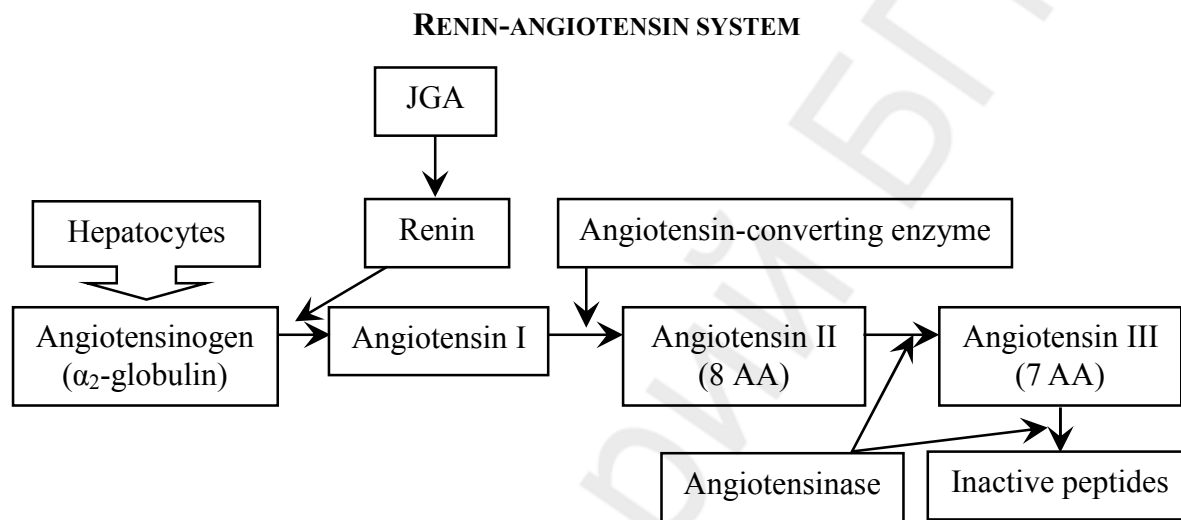 RENIN-ANGIOTENSIN SYSTEM
JGA
Hepatocytes
Renin
Angiotensin-converting enzyme
Angiotensinogen
(α₂-globulin)
Angiotensin I
Angiotensin II
(8 AA)
Angiotensin III
(7 AA)
Angiotensinase
Inactive peptides